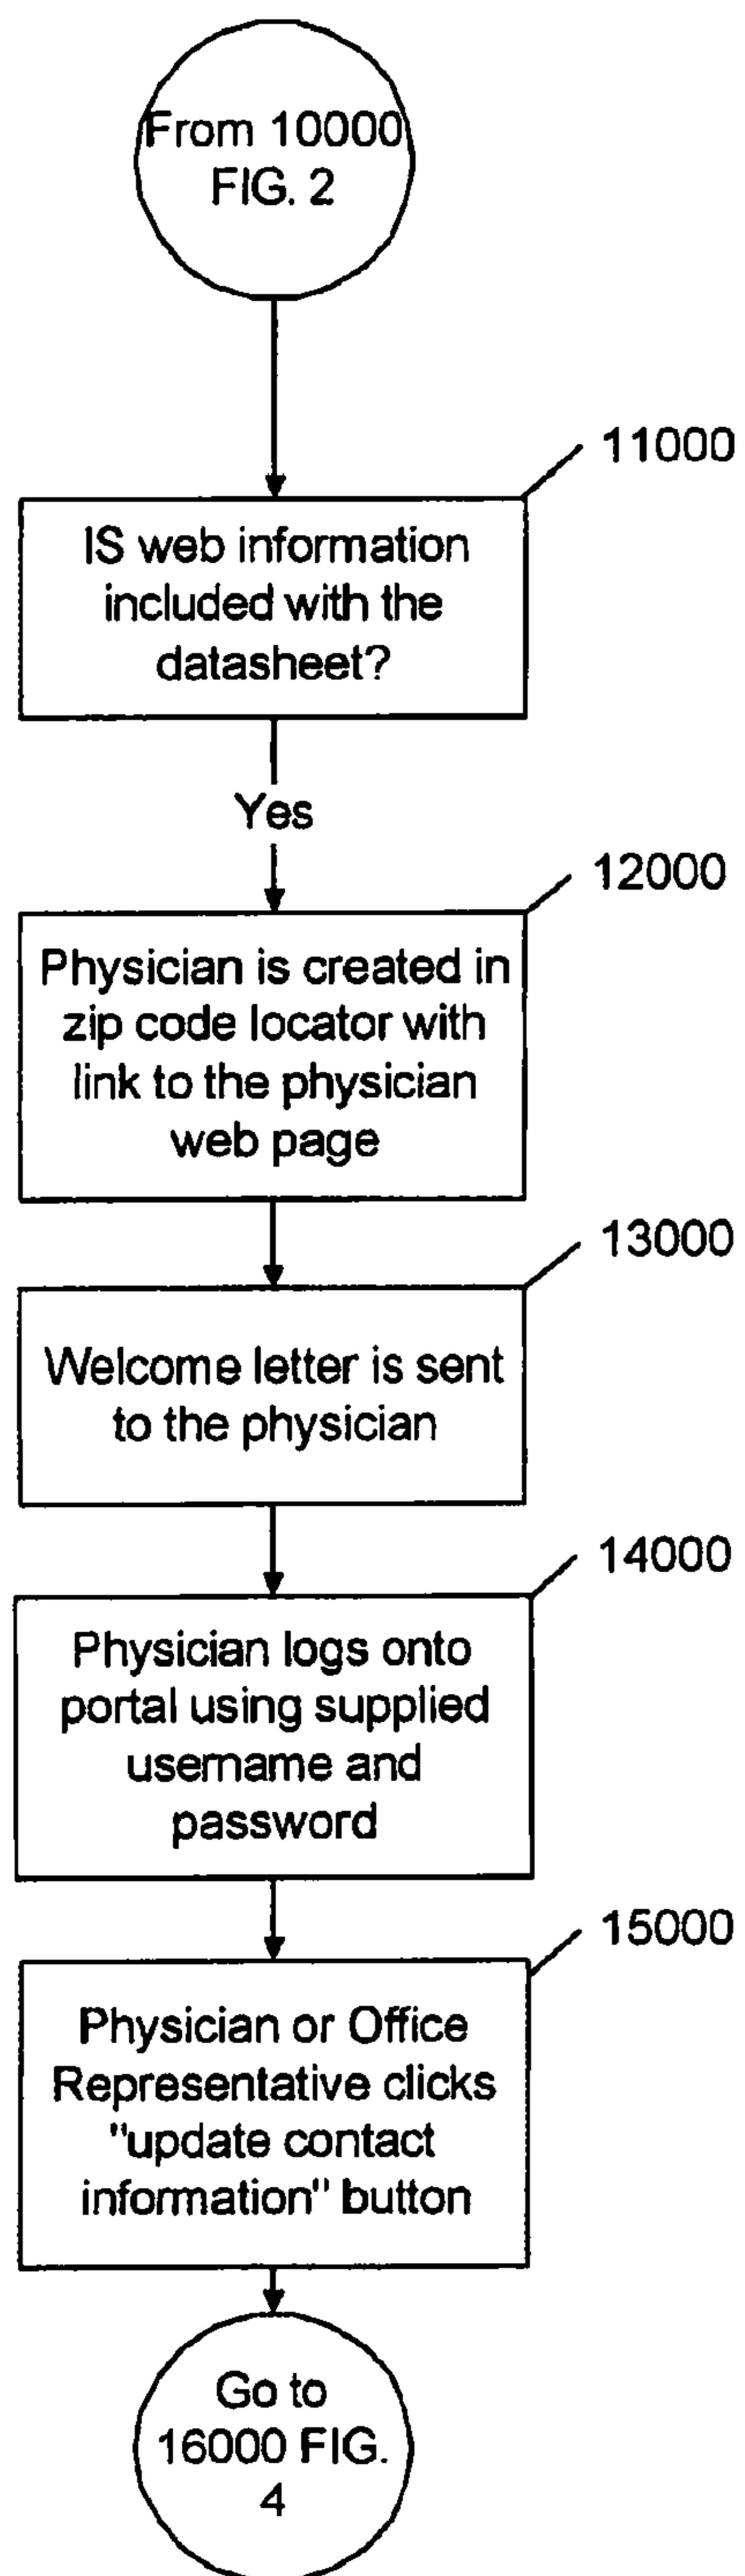 From 10000
FIG. 2
11000
IS web information
included with the
datasheet?
Yes
12000
Physician is created in
zip code locator with
link to the physician
web page
13000
Welcome letter is sent
to the physician
14000
Physician logs onto
portal using supplied
username and
password
15000
Physician or Office
Representative clicks
"update contact
information" button
Go to
16000 FIG.
4